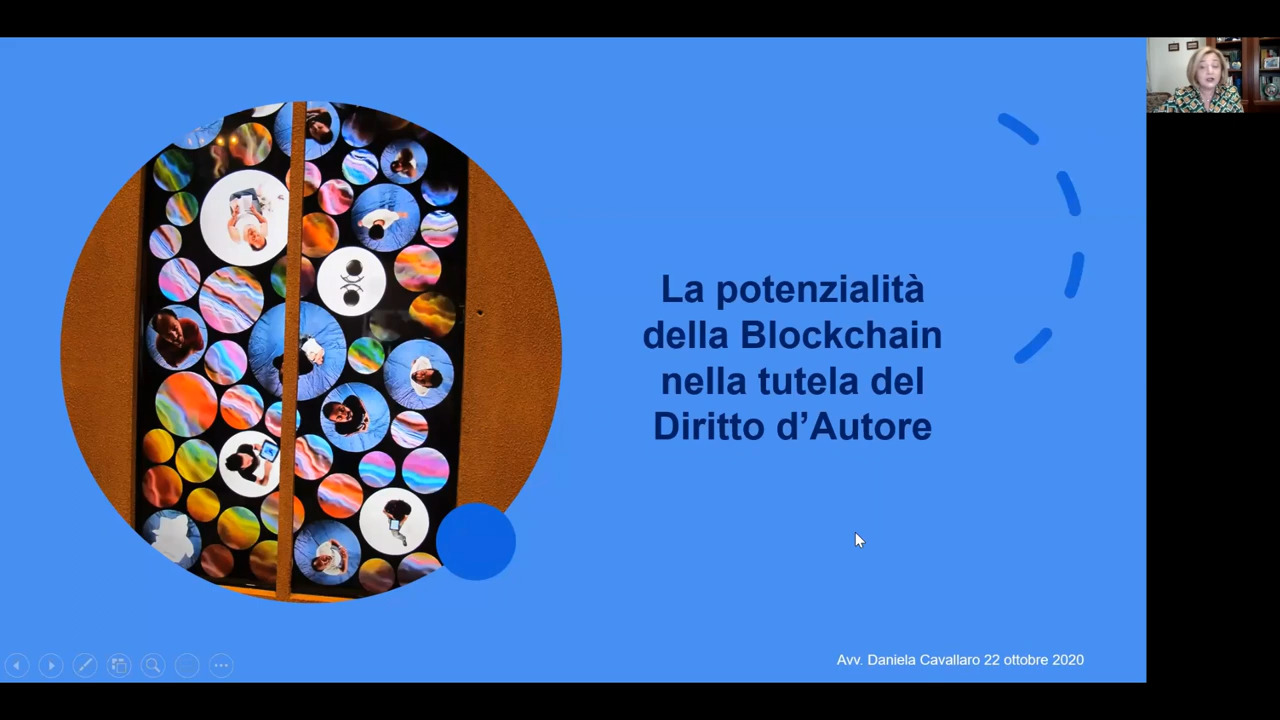 La potenzialità
della Blockchain
nella tutela del
Diritto d’Autore
Avv. Daniela Cavallaro 22 ottobre 2020